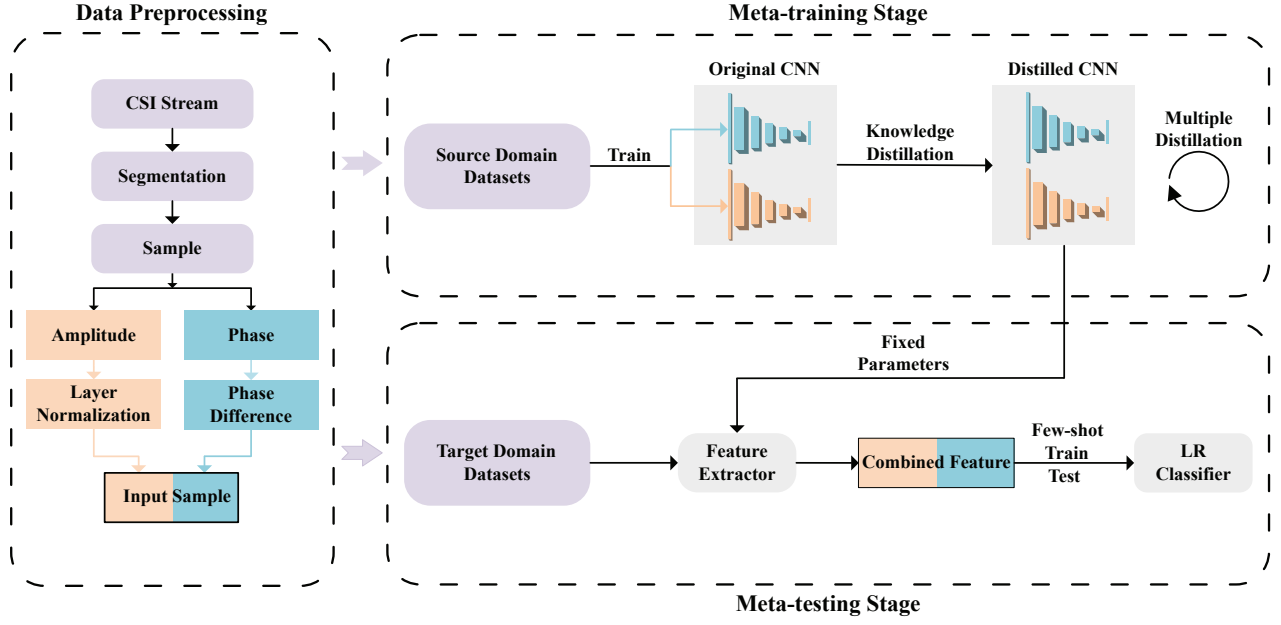 Data Preprocessing
CSI Stream
Segmentation
Sample
Amplitude
Phase
Layer
Normalization
Phase
Difference
Input Sample
Meta-training Stage
Source Domain
Datasets
Train
Original CNN
Knowledge
Distillation
Distilled CNN
Multiple
Distillation
Fixed
Parameters
Target Domain
Datasets
Feature
Extractor
Combined Feature
Few-shot
Train
Test
LR
Classifier
Meta-testing Stage